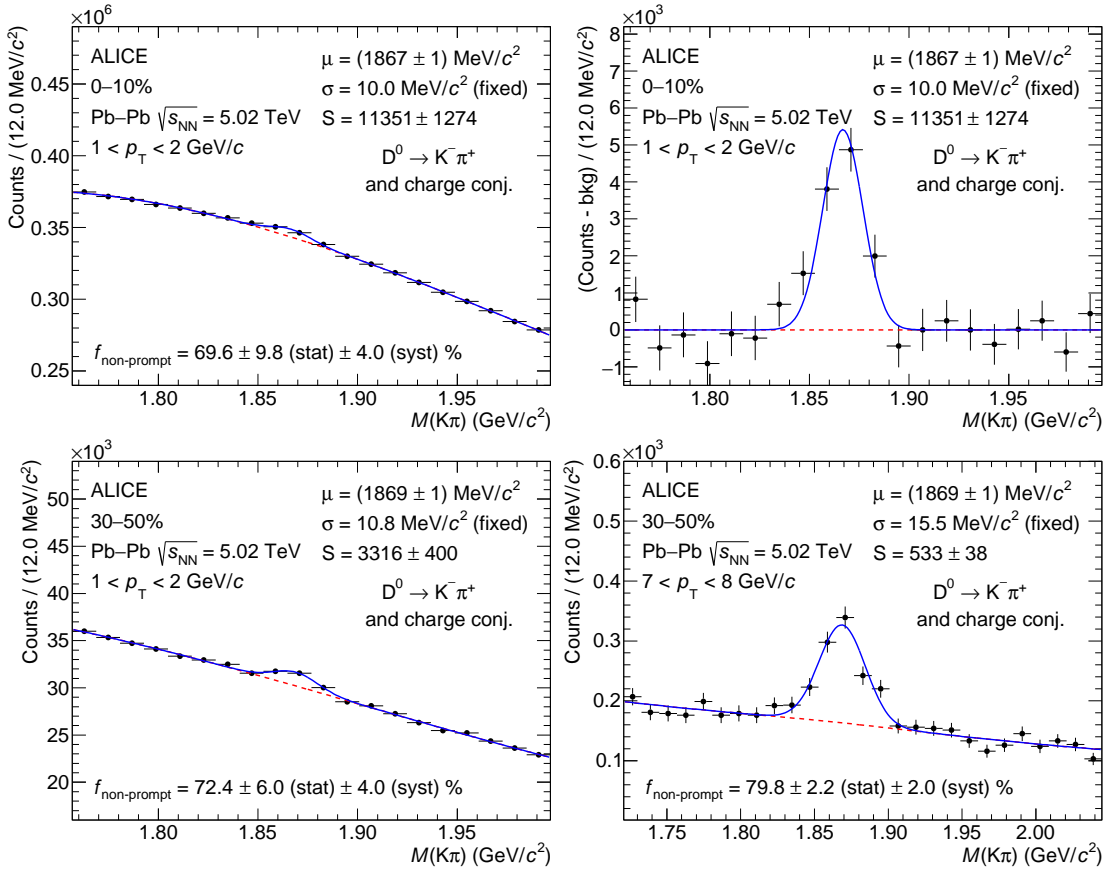 ×10⁶
ALICE
0–10%
Pb–Pb √sNN = 5.02 TeV
1 < pT < 2 GeV/c
μ = (1867 ± 1) MeV/c²
σ = 10.0 MeV/c² (fixed)
S = 11351 ± 1274
D⁰ → K⁻π⁺
and charge conj.
fnon-prompt = 69.6 ± 9.8 (stat) ± 4.0 (syst) %
Counts / (12.0 MeV/c²)
0.45
0.40
0.35
0.30
0.25
1.80 1.85 1.90 1.95
M(Kπ) (GeV/c²)
×10³
ALICE
0–10%
Pb–Pb √sNN = 5.02 TeV
1 < pT < 2 GeV/c
μ = (1867 ± 1) MeV/c²
σ = 10.0 MeV/c² (fixed)
S = 11351 ± 1274
D⁰ → K⁻π⁺
and charge conj.
(Counts - bkg) / (12.0 MeV/c²)
8
7
6
5
4
3
2
1
0
−1
1.80 1.85 1.90 1.95
M(Kπ) (GeV/c²)
×10³
ALICE
30–50%
Pb–Pb √sNN = 5.02 TeV
1 < pT < 2 GeV/c
μ = (1869 ± 1) MeV/c²
σ = 10.8 MeV/c² (fixed)
S = 3316 ± 400
D⁰ → K⁻π⁺
and charge conj.
fnon-prompt = 72.4 ± 6.0 (stat) ± 4.0 (syst) %
Counts / (12.0 MeV/c²)
50
45
40
35
30
25
20
1.80 1.85 1.90 1.95
M(Kπ) (GeV/c²)
×10³
ALICE
30–50%
Pb–Pb √sNN = 5.02 TeV
7 < pT < 8 GeV/c
μ = (1869 ± 1) MeV/c²
σ = 15.5 MeV/c² (fixed)
S = 533 ± 38
D⁰ → K⁻π⁺
and charge conj.
fnon-prompt = 79.8 ± 2.2 (stat) ± 2.0 (syst) %
Counts / (12.0 MeV/c²)
0.6
0.5
0.4
0.3
0.2
0.1
1.75 1.80 1.85 1.90 1.95 2.00
M(Kπ) (GeV/c²)